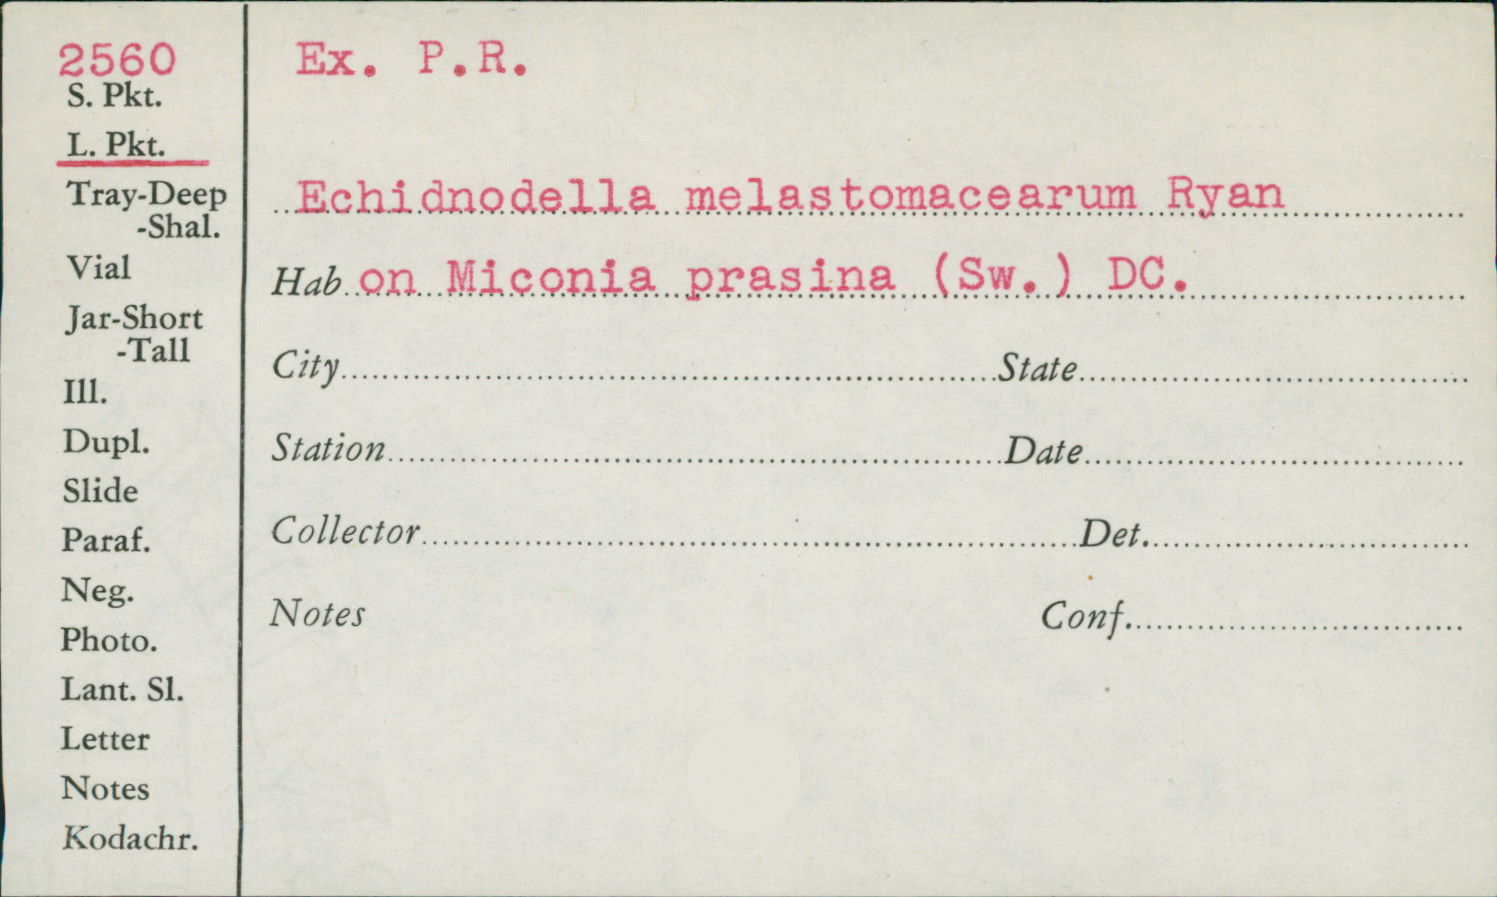 2560
S. Pkt.
L. Pkt.
Tray-Deep
-Shal.
Vial
Jar-Short
-Tall
Ill.
Dupl.
Slide
Paraf.
Neg.
Photo.
Lant. Sl.
Letter
Notes
Kodachr.
Ex. P.R.
Echidnodella melastomacearum Ryan
Hab. on Miconia prasina (Sw.) DC.
City State
Station Date
Collector Det.
Notes Conf.